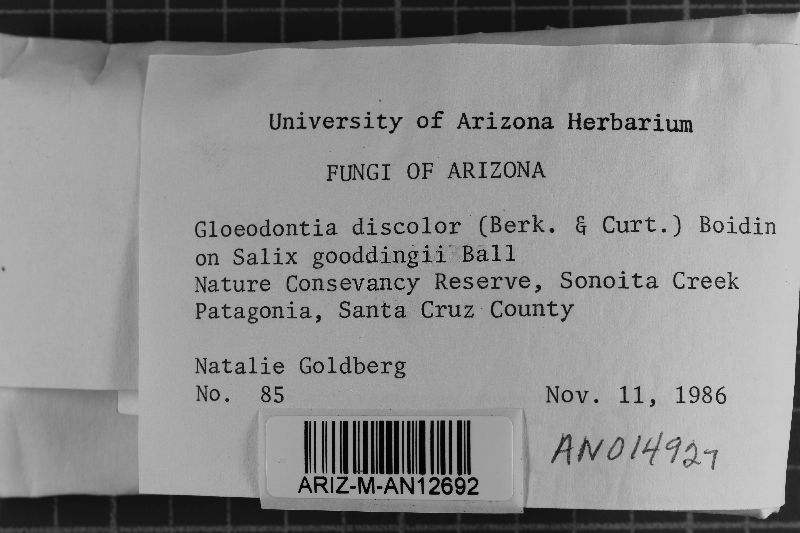 University of Arizona Herbarium
FUNGI OF ARIZONA
Gloeodontia discolor (Berk. & Curt.) Boidin
on Salix gooddingii Ball
Nature Consevancy Reserve, Sonoita Creek
Patagonia, Santa Cruz County
Natalie Goldberg
No. 85 Nov. 11, 1986
AN014927
ARIZ-M-AN12692